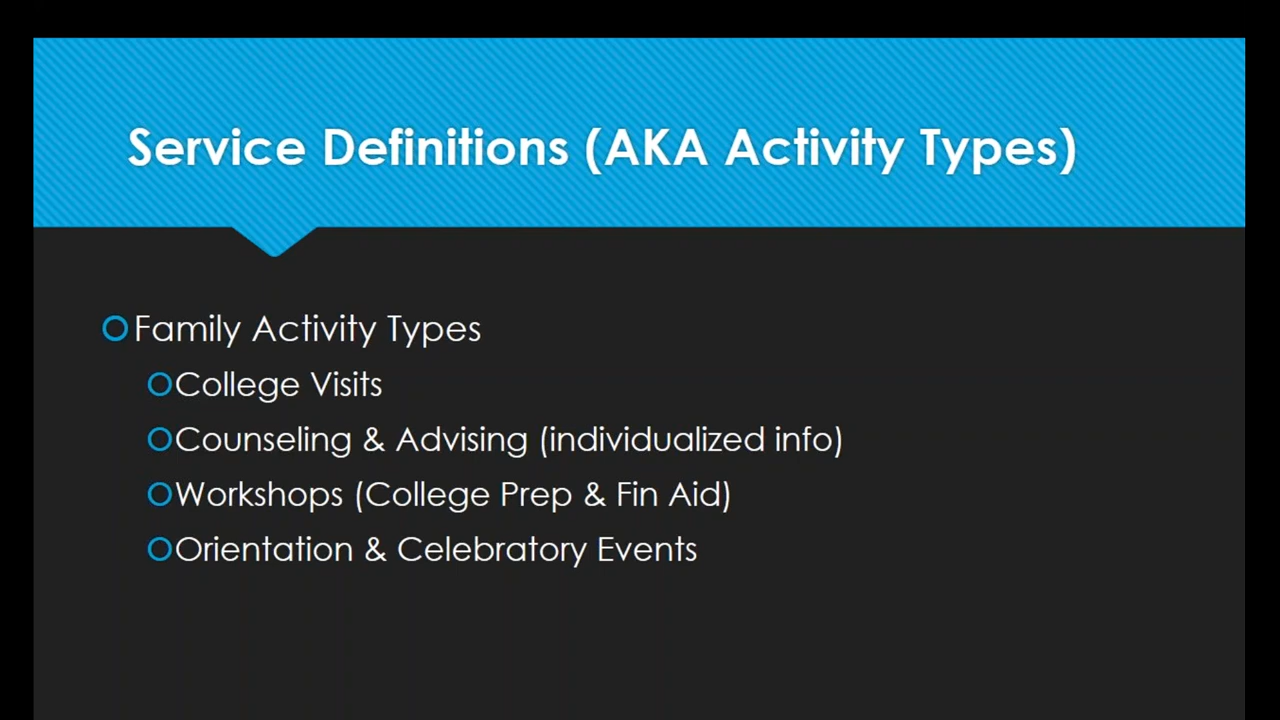 Service Definitions (AKA Activity Types)
Family Activity Types
College Visits
Counseling & Advising (individualized info)
Workshops (College Prep & Fin Aid)
Orientation & Celebratory Events